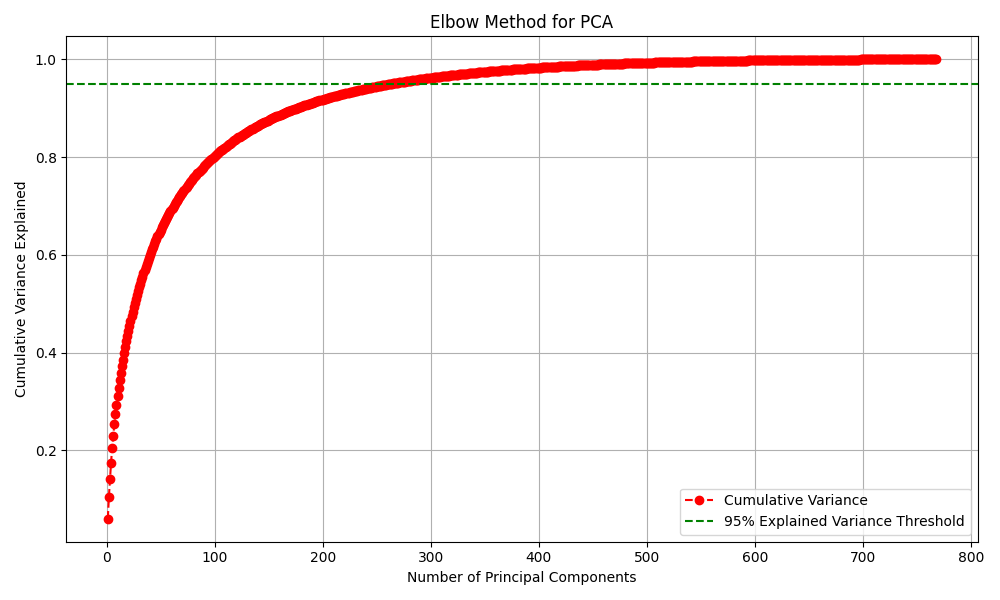 Elbow Method for PCA
Cumulative Variance Explained
1.0
0.8
0.6
0.4
0.2
0 100 200 300 400 500 600 700 800
Number of Principal Components
Cumulative Variance
95% Explained Variance Threshold